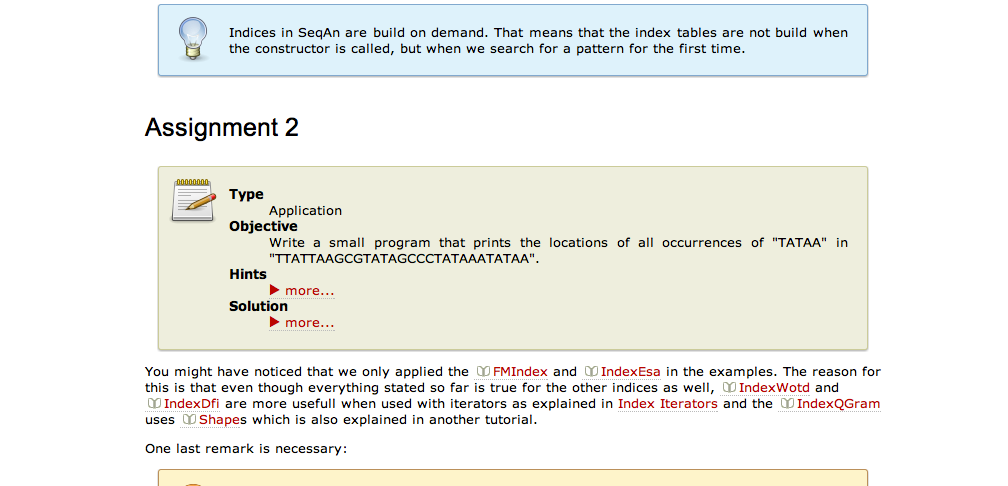 Indices in SeqAn are build on demand. That means that the index tables are not build when
the constructor is called, but when we search for a pattern for the first time.
Assignment 2
Type
Application
Objective
Write a small program that prints the locations of all occurrences of "TATAA" in
"TTATTAAGCGTATAGCCCTATAAATATAA".
Hints
▶ more...
Solution
▶ more...
You might have noticed that we only applied the FMIndex and IndexEsa in the examples. The reason for
this is that even though everything stated so far is true for the other indices as well, IndexWotd and
IndexDfi are more usefull when used with iterators as explained in Index Iterators and the IndexQGram
uses Shapes which is also explained in another tutorial.
One last remark is necessary: